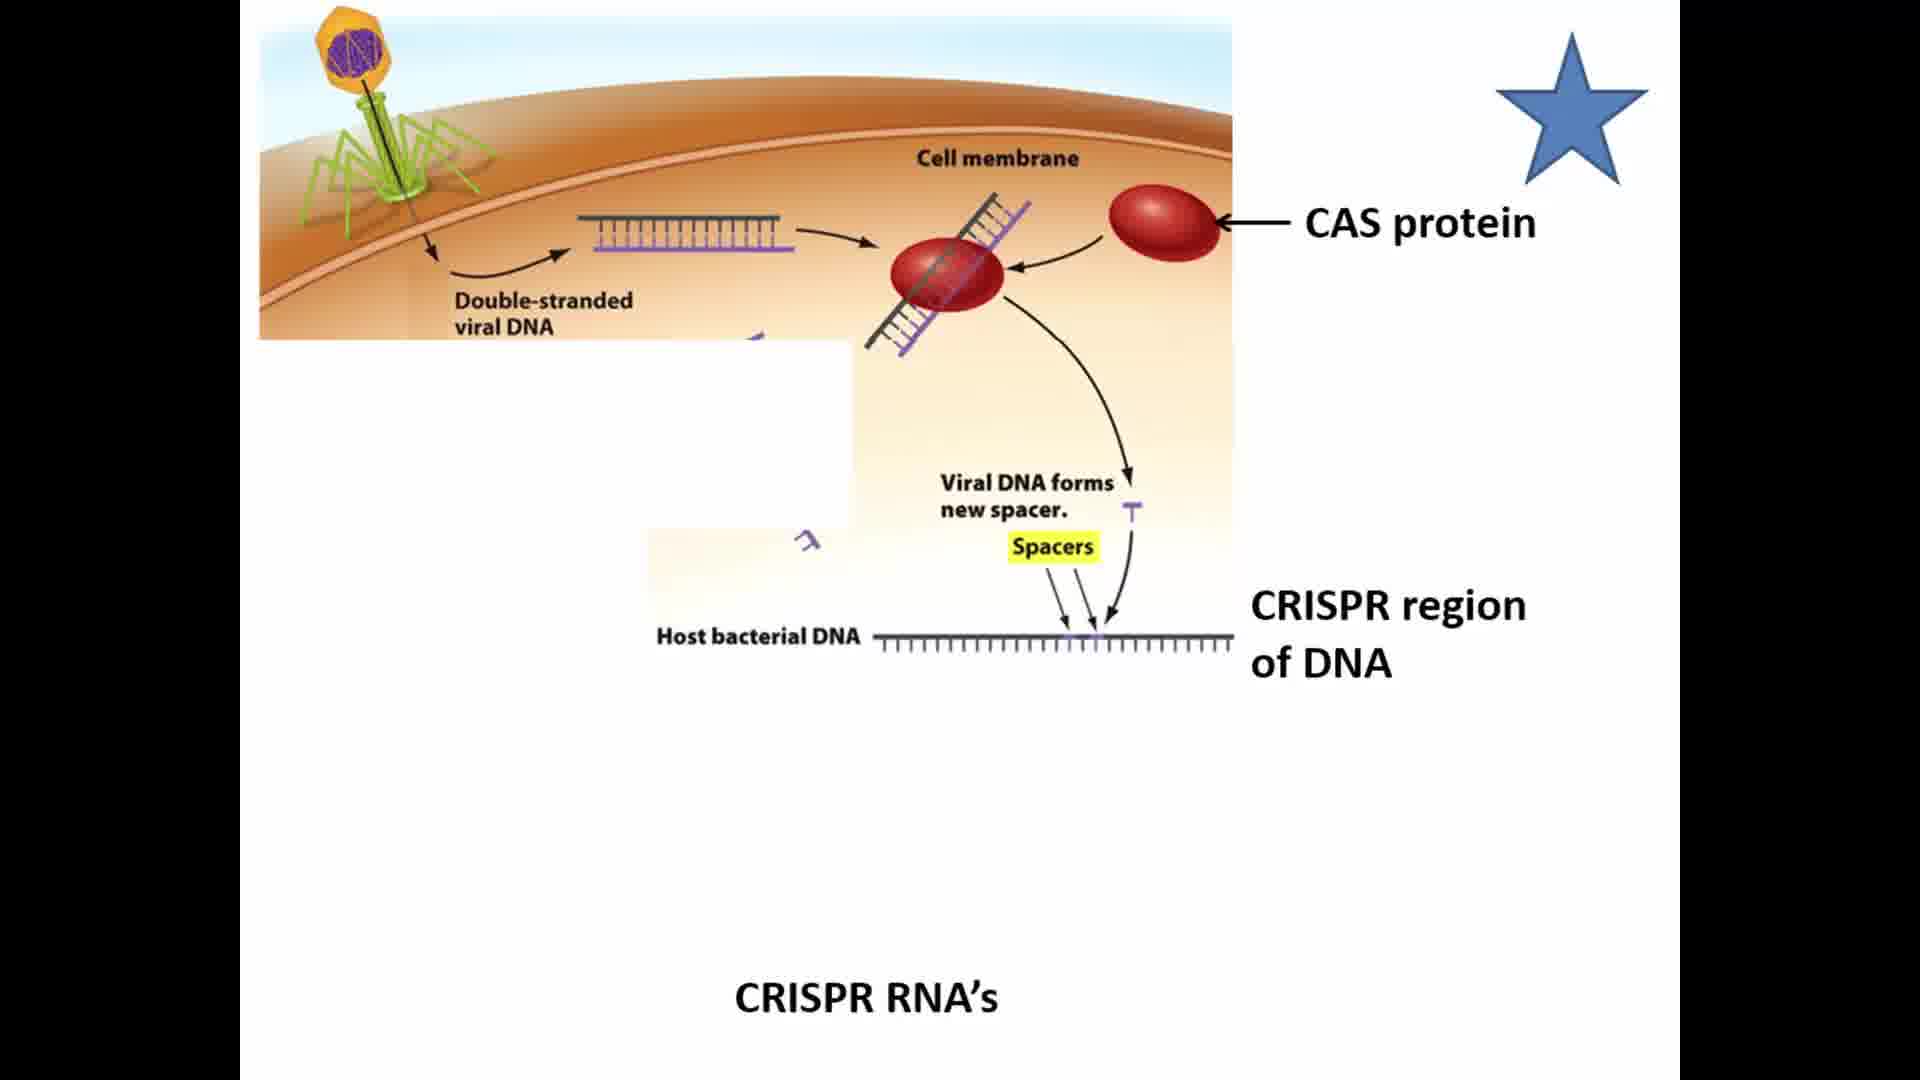 Cell membrane
CAS protein
Double-stranded
viral DNA
Viral DNA forms
new spacer.
Spacers
CRISPR region
of DNA
Host bacterial DNA
CRISPR RNA’s